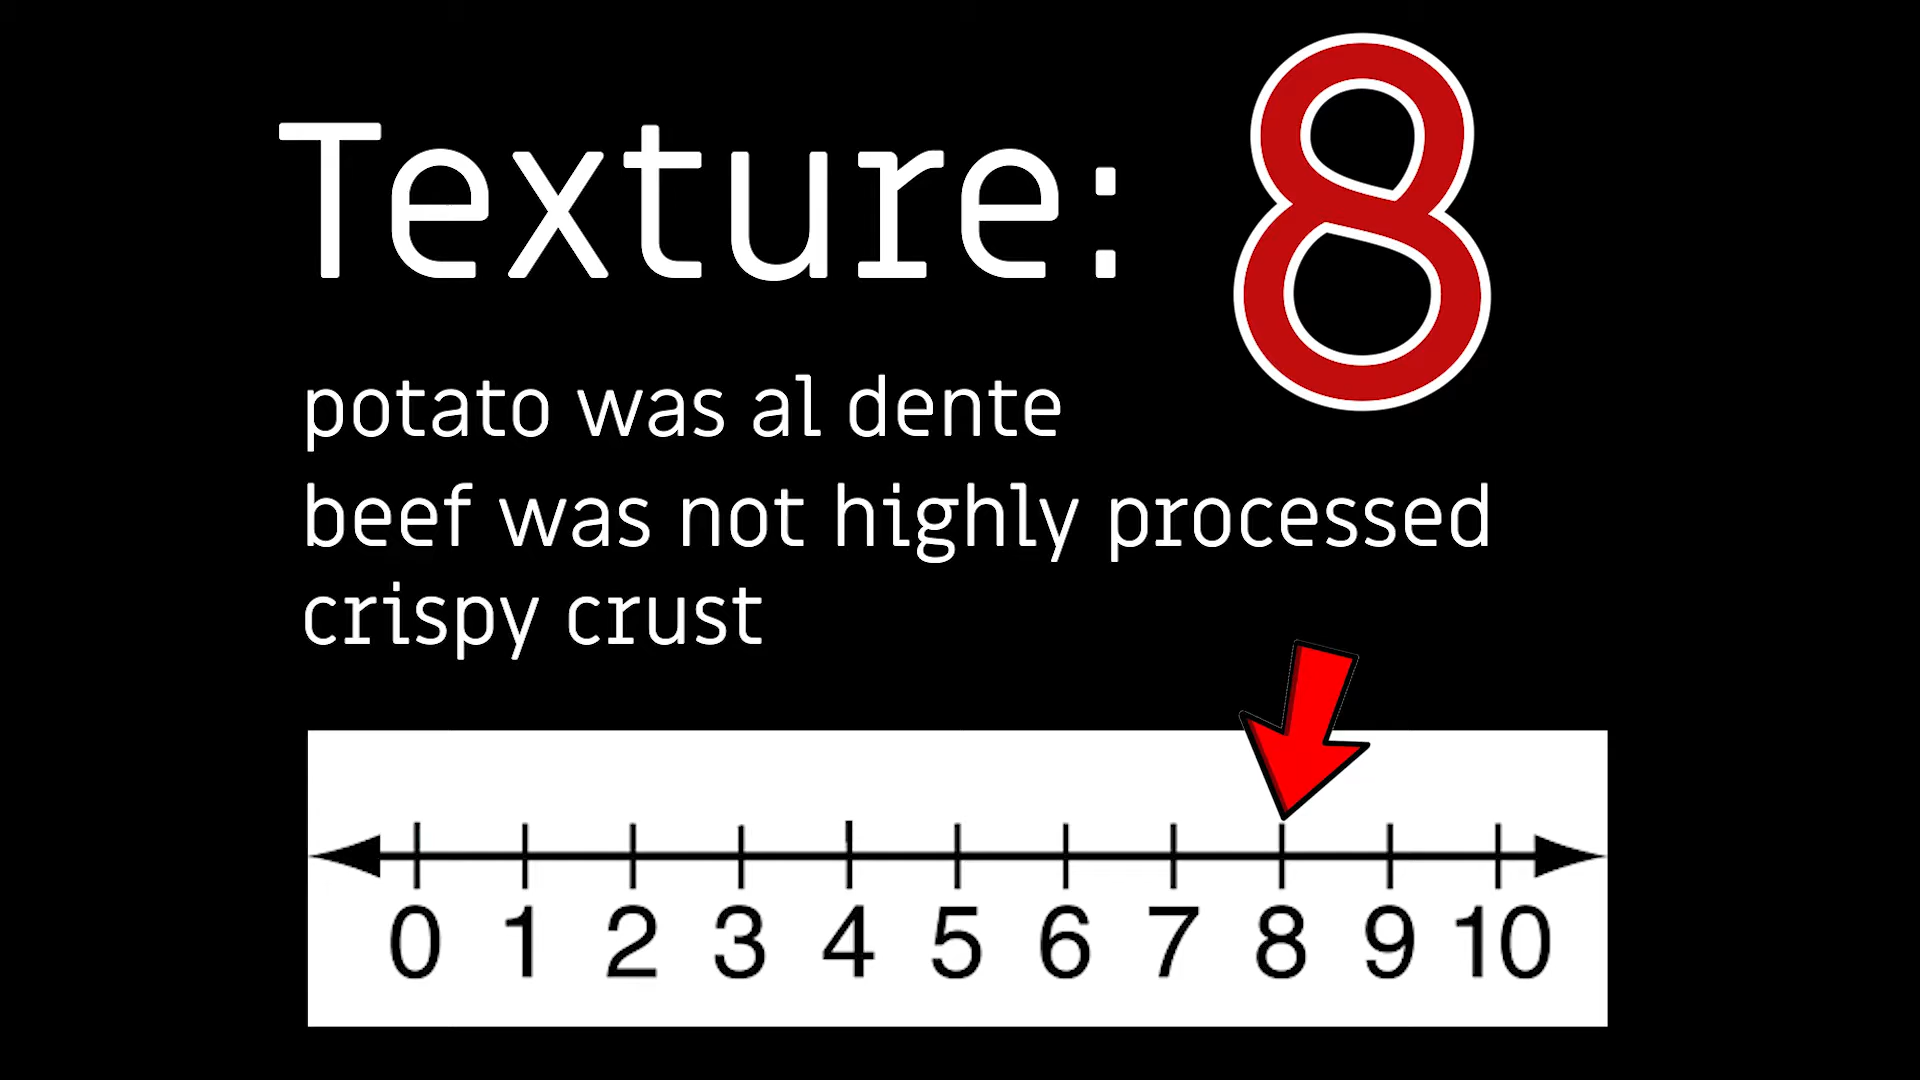 Texture: 8
potato was al dente
beef was not highly processed
crispy crust
0 1 2 3 4 5 6 7 8 9 10